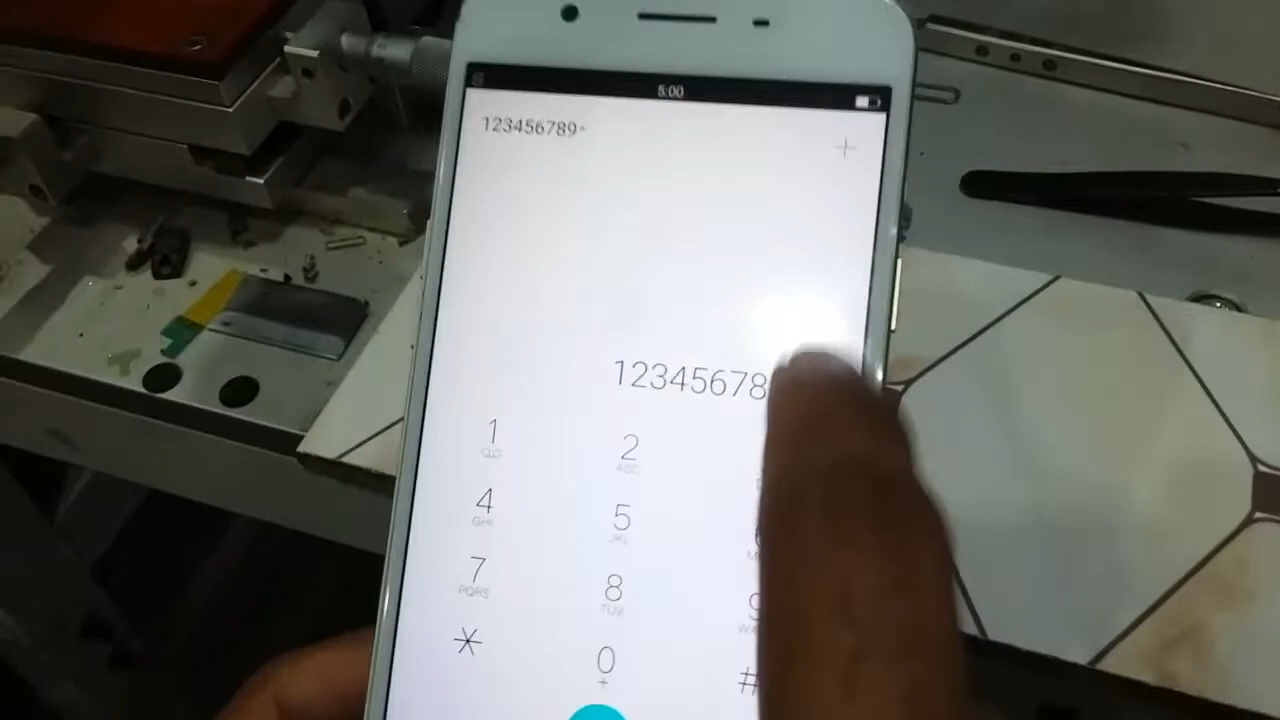 5:00
123456789*
+
12345678
1 2
ABC
4 5
GHI JKL
7 8
PQRS TUV
* 0 #
+